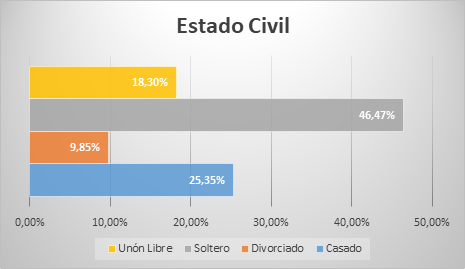 Estado Civil
18,30%
46,47%
9,85%
25,35%
0,00% 10,00% 20,00% 30,00% 40,00% 50,00%
Unón Libre Soltero Divorciado Casado